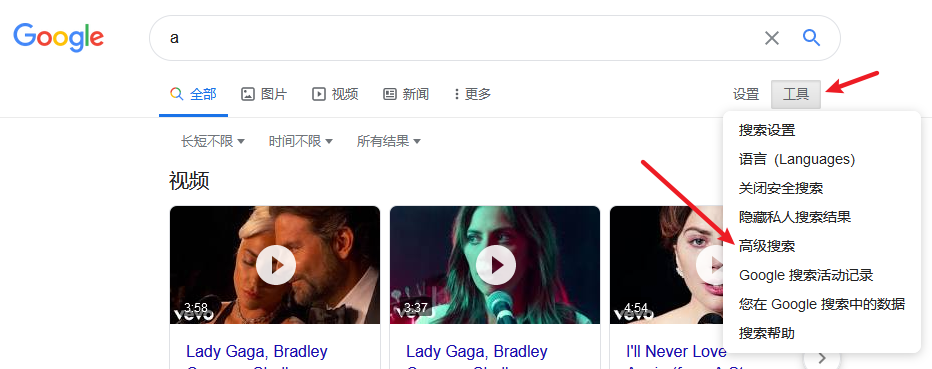 Google
a
全部 图片 视频 新闻 更多 设置 工具
长短不限 时间不限 所有结果
搜索设置
语言 (Languages)
关闭安全搜索
隐藏私人搜索结果
高级搜索
Google 搜索活动记录
您在 Google 搜索中的数据
搜索帮助
视频
3:58 3:37 4:54
vevo vevo vevo
Lady Gaga, Bradley Lady Gaga, Bradley I'll Never Love